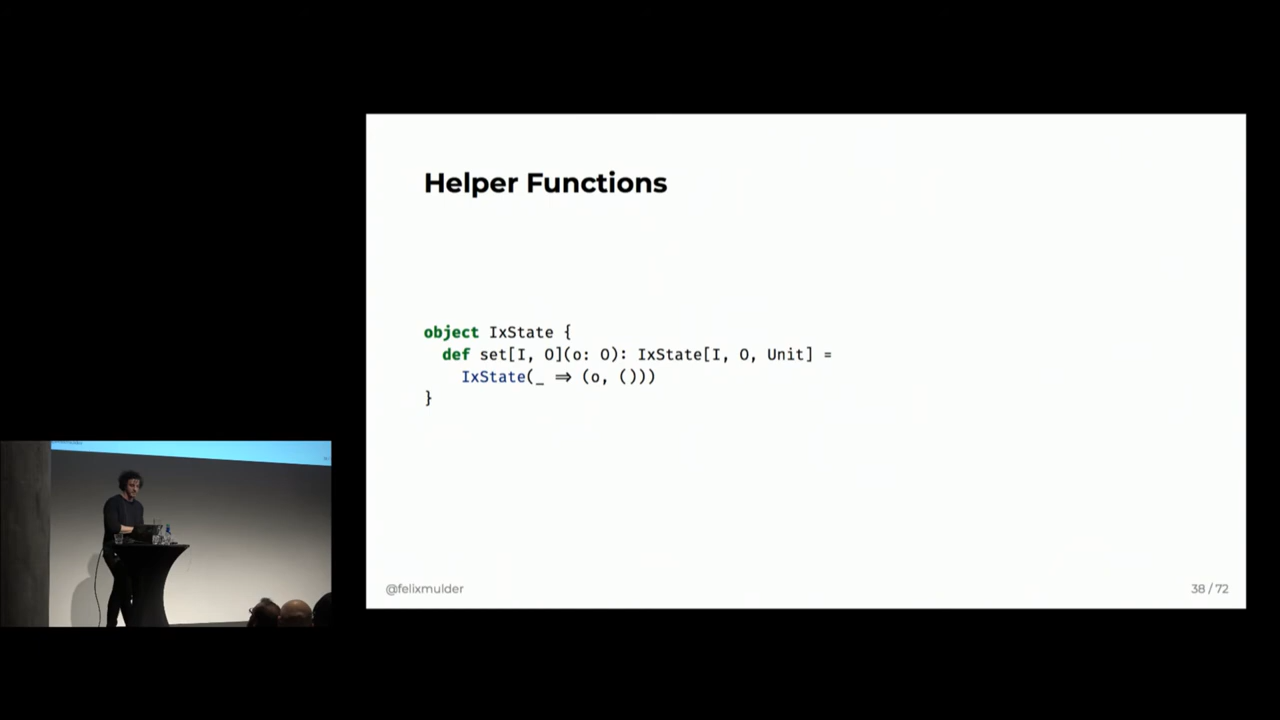 Helper Functions
object IxState {
def set[I, O](o: O): IxState[I, O, Unit] =
IxState(_ ⇒ (o, ()))
}
@felixmulder
38 / 72